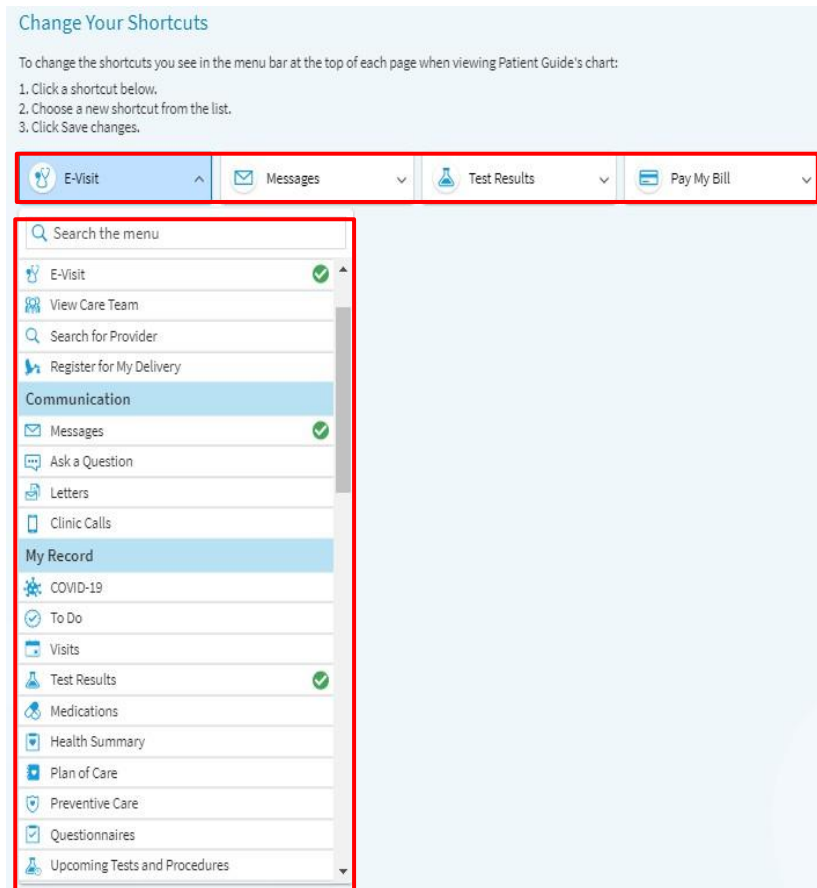 Change Your Shortcuts
To change the shortcuts you see in the menu bar at the top of each page when viewing Patient Guide's chart:
1. Click a shortcut below.
2. Choose a new shortcut from the list.
3. Click Save changes.
E-Visit Messages Test Results Pay My Bill
Search the menu
E-Visit
View Care Team
Search for Provider
Register for My Delivery
Communication
Messages
Ask a Question
Letters
Clinic Calls
My Record
COVID-19
To Do
Visits
Test Results
Medications
Health Summary
Plan of Care
Preventive Care
Questionnaires
Upcoming Tests and Procedures